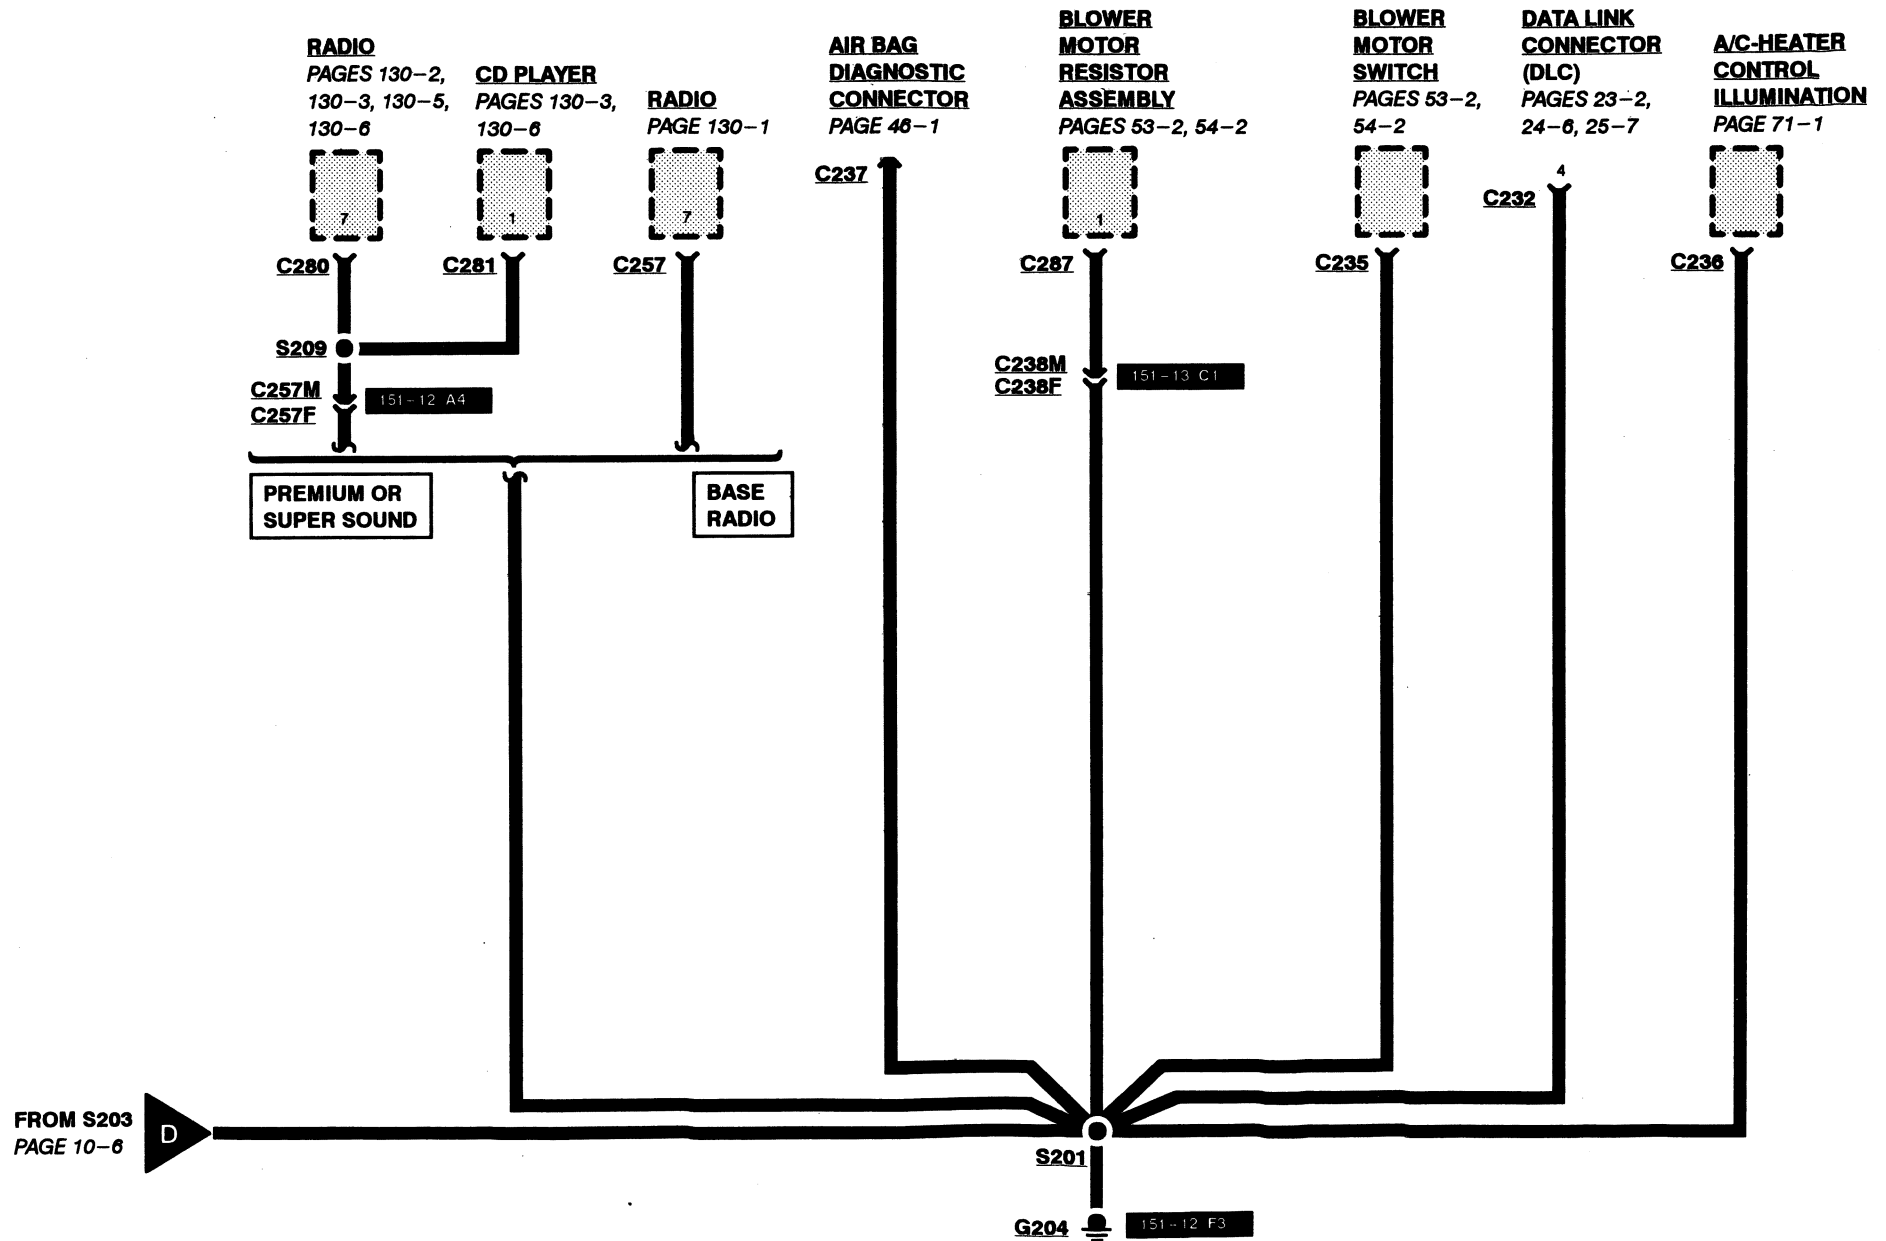 RADIO
PAGES 130-2,
130-3, 130-5,
130-6
7
C280
CD PLAYER
PAGES 130-3,
130-6
1
C281
RADIO
PAGE 130-1
7
C257
AIR BAG
DIAGNOSTIC
CONNECTOR
PAGE 46-1
C237
BLOWER
MOTOR
RESISTOR
ASSEMBLY
PAGES 53-2, 54-2
1
C287
BLOWER
MOTOR
SWITCH
PAGES 53-2,
54-2
C235
DATA LINK
CONNECTOR
(DLC)
PAGES 23-2,
24-6, 25-7
4
C232
A/C-HEATER
CONTROL
ILLUMINATION
PAGE 71-1
C236
S209
C257M
C257F
151-12 A4
C238M
C238F
151-13 C1
PREMIUM OR
SUPER SOUND
BASE
RADIO
FROM S203
PAGE 10-6
D
S201
G204
151-12 F3